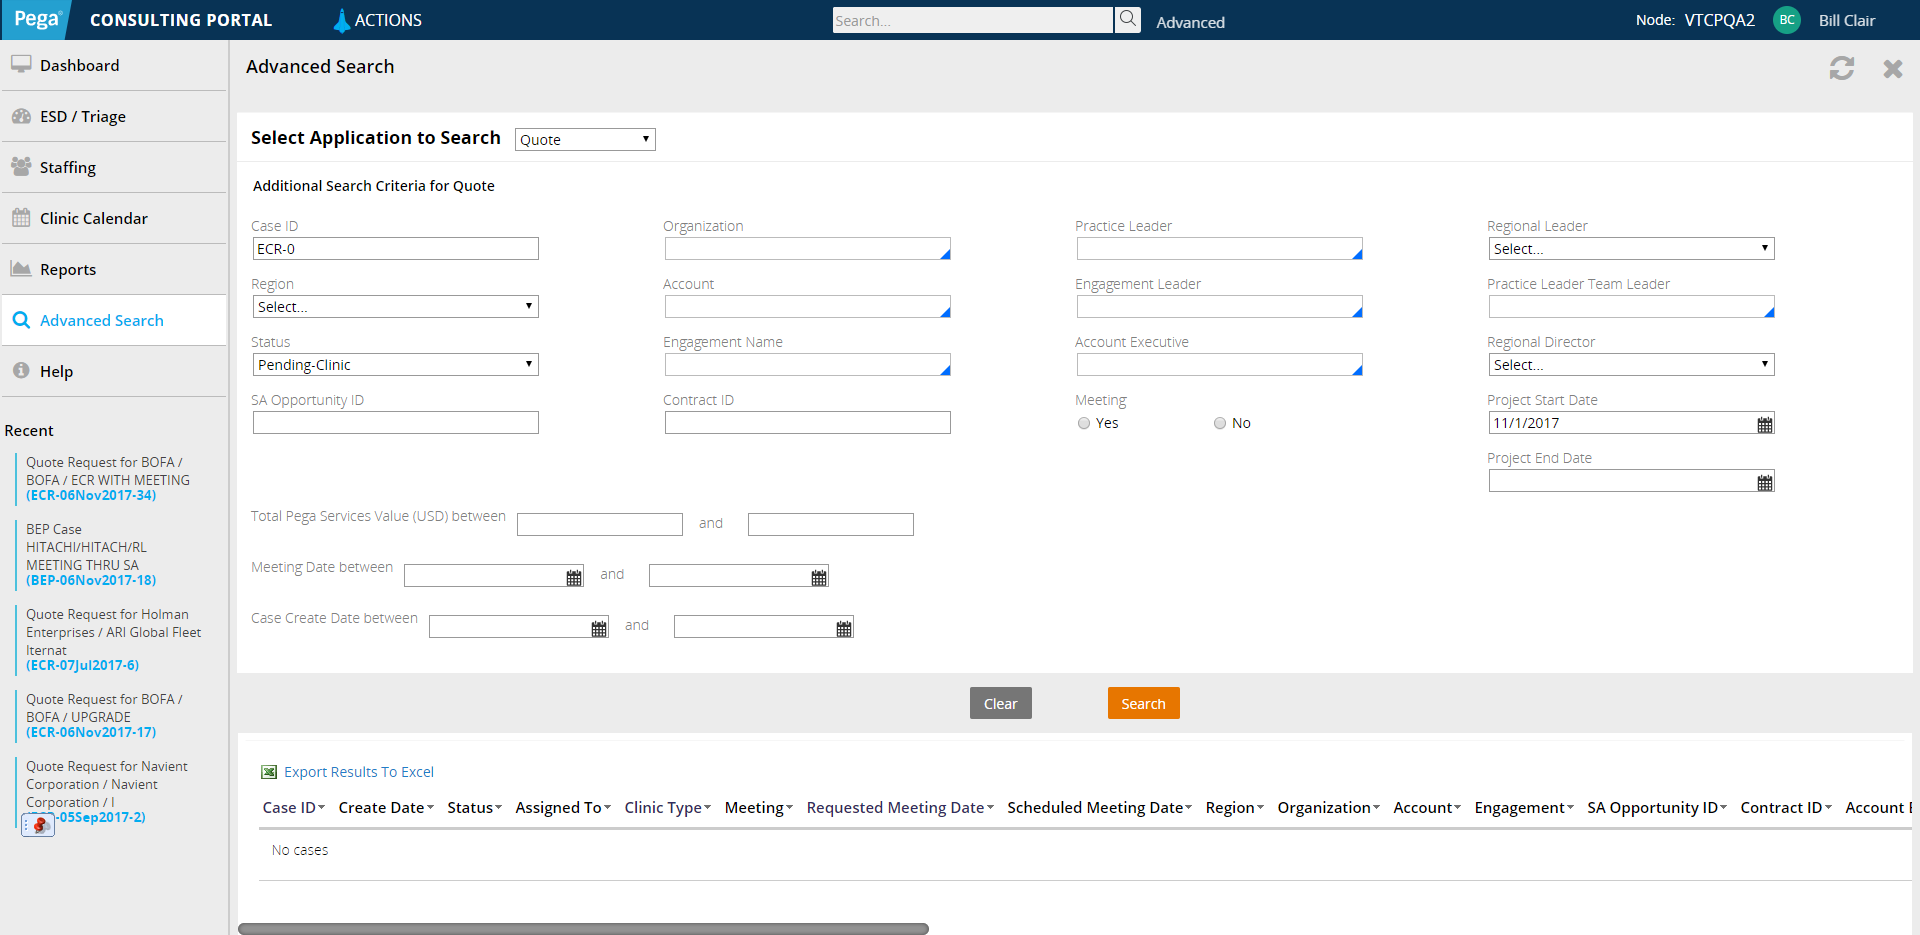 Pega CONSULTING PORTAL ACTIONS Search... Advanced Node: VTCPQA2 BC Bill Clair
Dashboard
ESD / Triage
Staffing
Clinic Calendar
Reports
Advanced Search
Help
Recent
Quote Request for BOFA /
BOFA / ECR WITH MEETING
(ECR-06Nov2017-34)
BEP Case
HITACHI/HITACH/RL
MEETING THRU SA
(BEP-06Nov2017-18)
Quote Request for Holman
Enterprises / ARI Global Fleet
Iternat
(ECR-07Jul2017-6)
Quote Request for BOFA /
BOFA / UPGRADE
(ECR-06Nov2017-17)
Quote Request for Navient
Corporation / Navient
Corporation / I
-05Sep2017-2)
Advanced Search
Select Application to Search Quote
Additional Search Criteria for Quote
Case ID Organization Practice Leader Regional Leader
ECR-0 Select...
Region Account Engagement Leader Practice Leader Team Leader
Select...
Status Engagement Name Account Executive Regional Director
Pending-Clinic Select...
SA Opportunity ID Contract ID Meeting Project Start Date
Yes No 11/1/2017
Project End Date
Total Pega Services Value (USD) between and
Meeting Date between and
Case Create Date between and
Clear Search
Export Results To Excel
Case ID Create Date Status Assigned To Clinic Type Meeting Requested Meeting Date Scheduled Meeting Date Region Organization Account Engagement SA Opportunity ID Contract ID Account
No cases